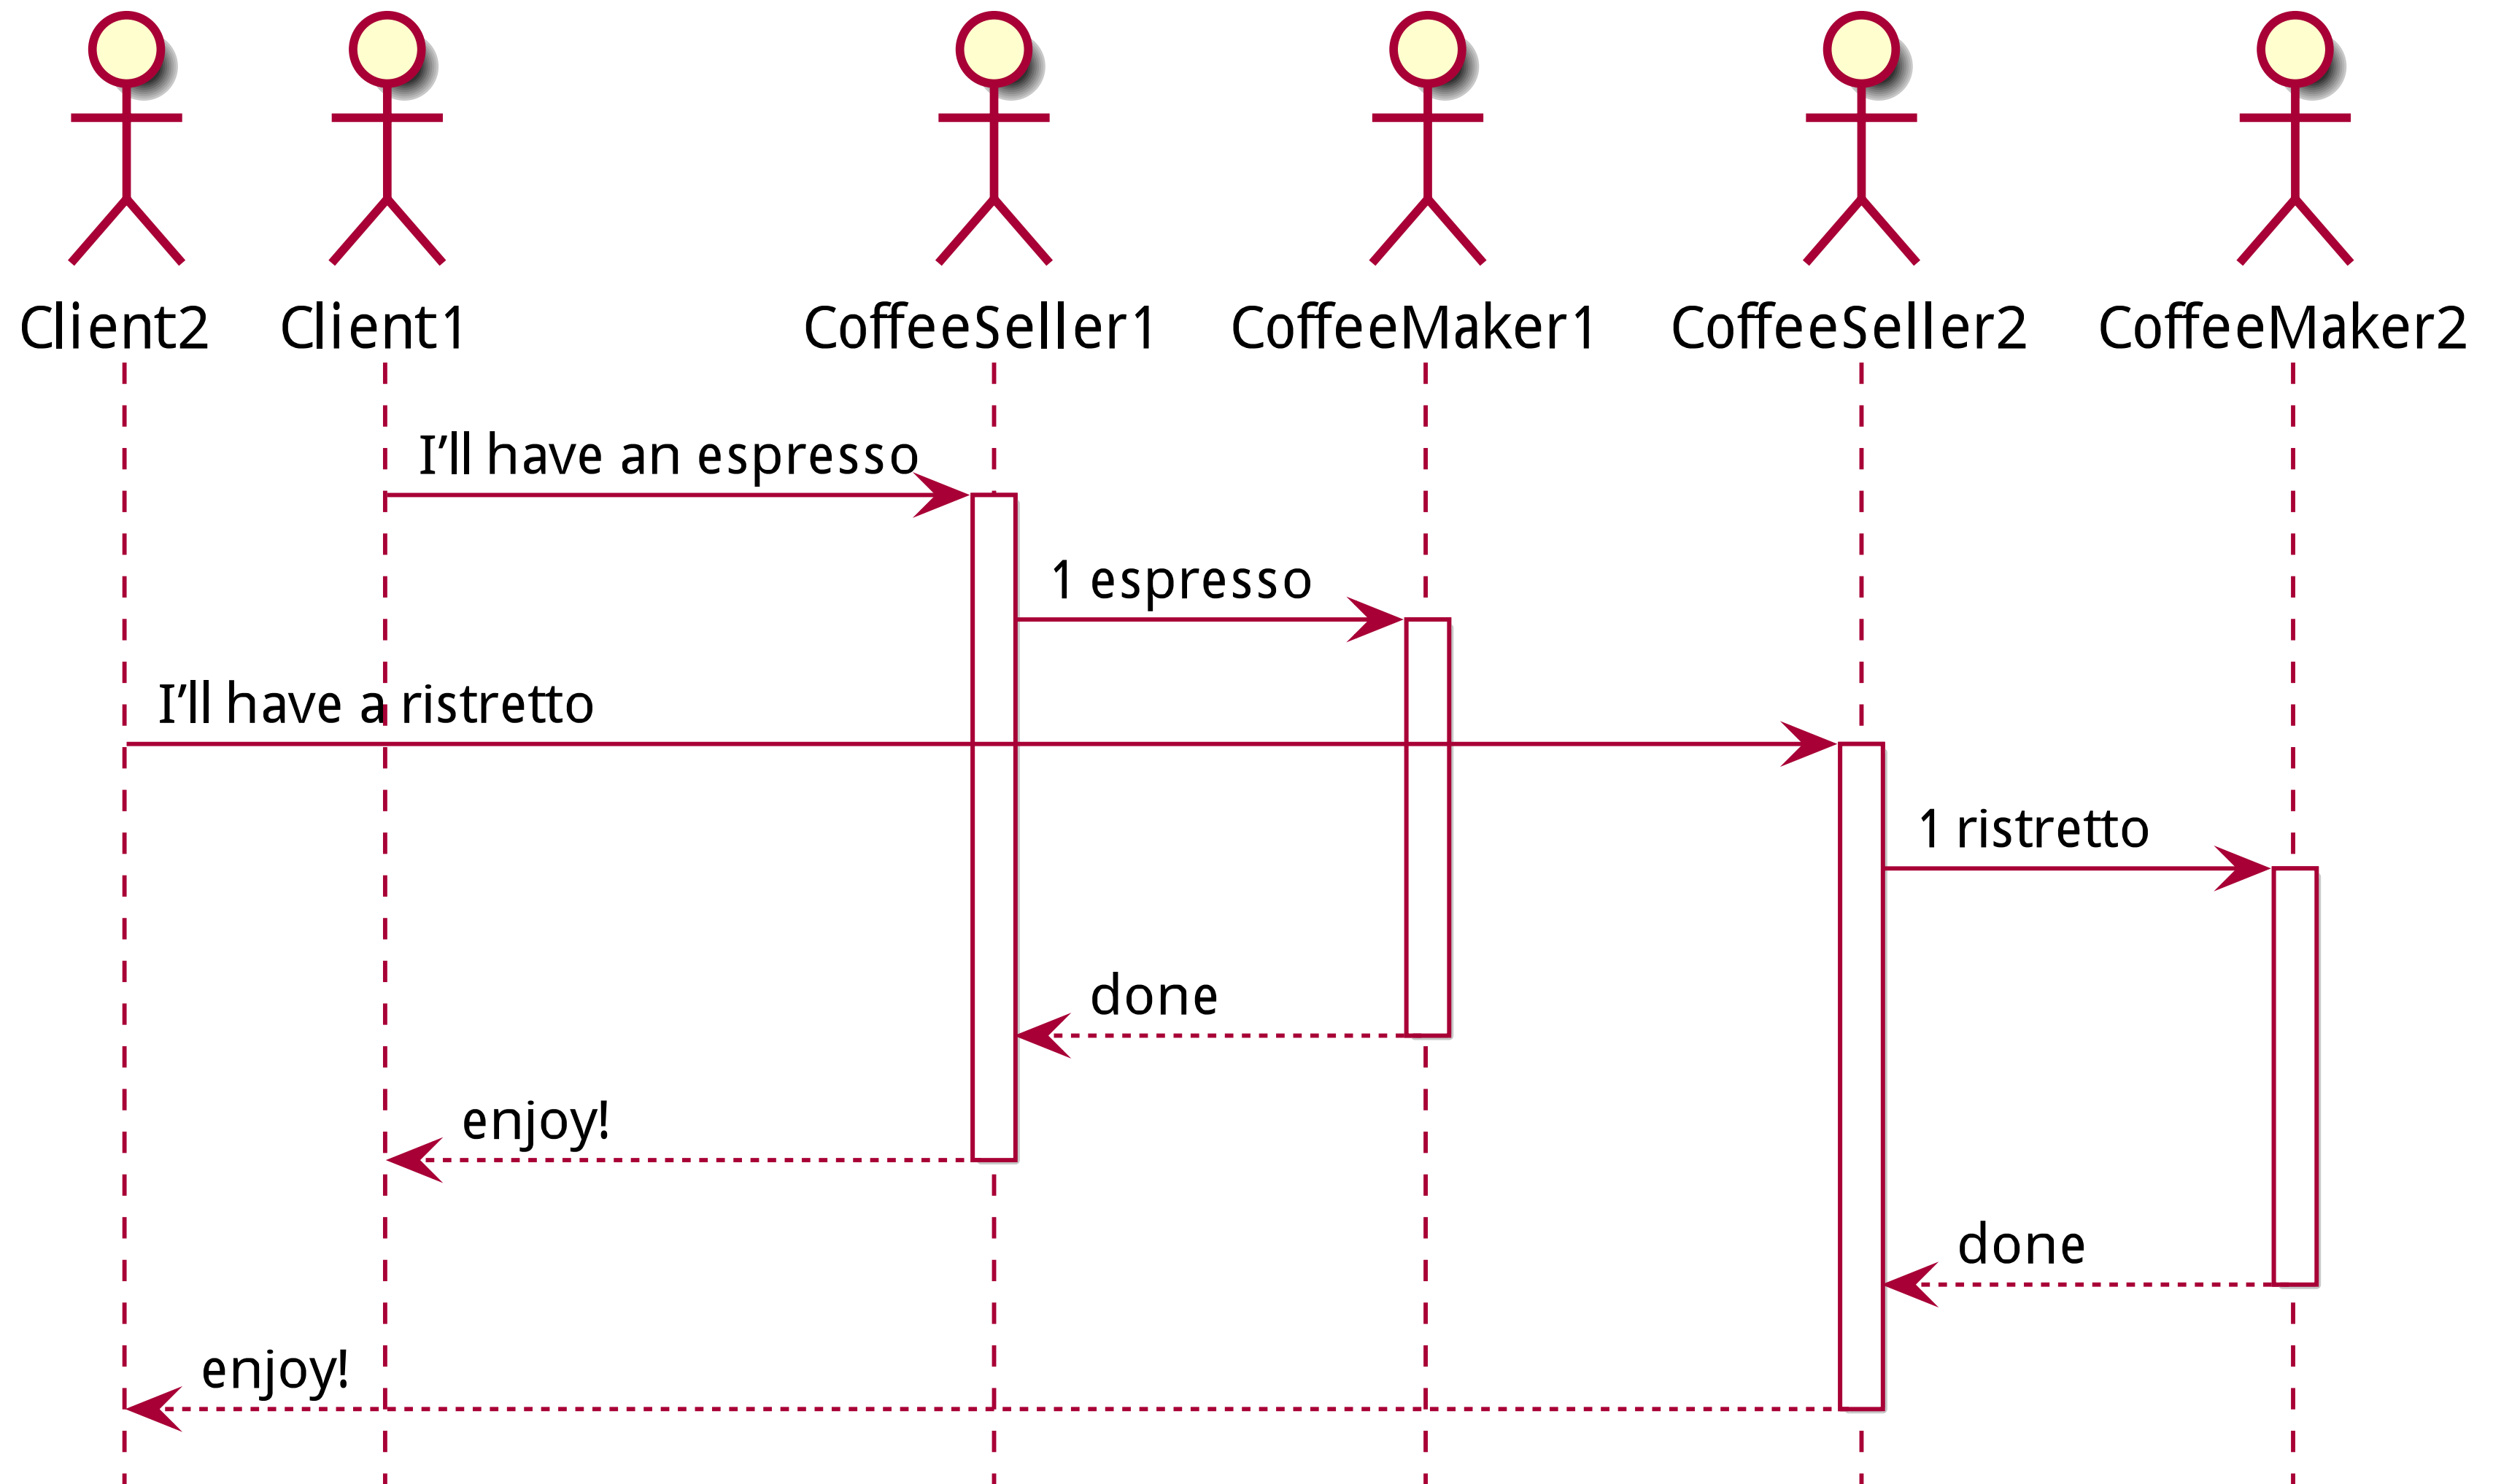 Client2 Client1 CoffeeSeller1 CoffeeMaker1 CoffeeSeller2 CoffeeMaker2
I’ll have an espresso
1 espresso
I’ll have a ristretto
1 ristretto
done
enjoy!
done
enjoy!